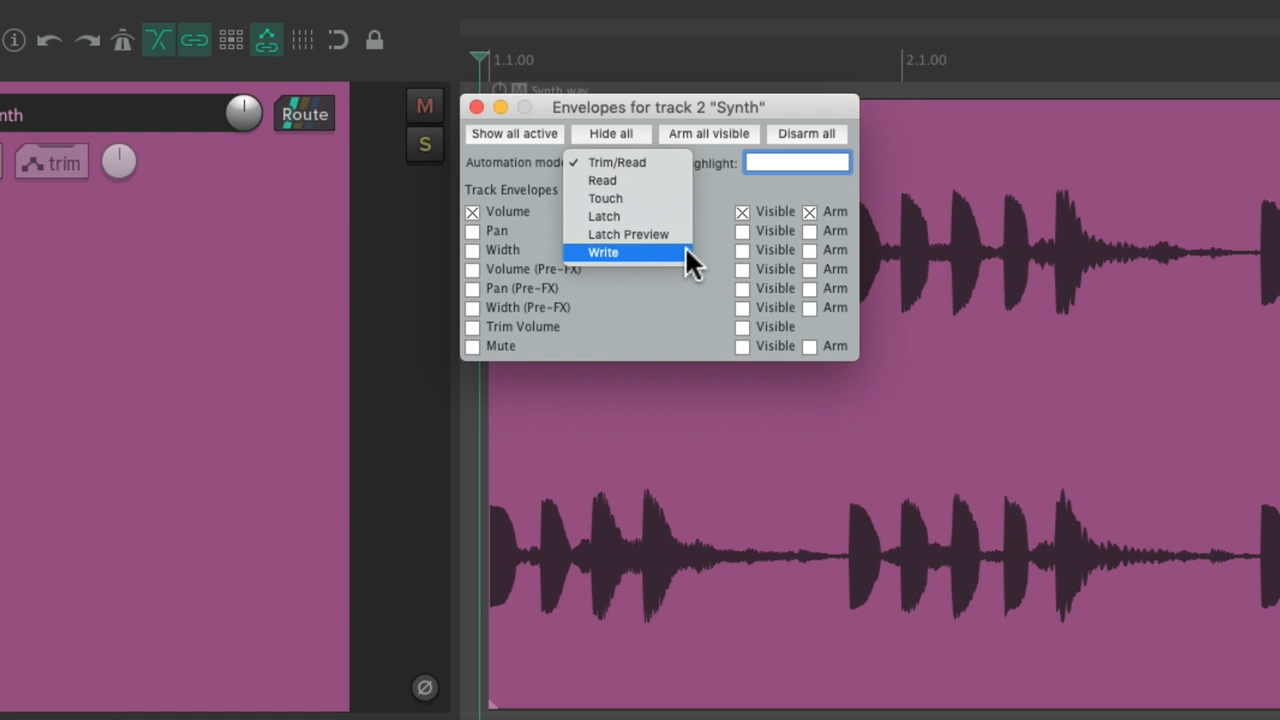 1.1.00
2.1.00
Synth.wav
M
Envelopes for track 2 "Synth"
nth
Route
M
Show all active Hide all Arm all visible Disarm all
S
trim
Automation mod ✓ Trim/Read ghlight:
Read
Track Envelopes
Touch
Volume Visible Arm
Latch
Pan Visible Arm
Latch Preview
Width Visible Arm
Write
Volume (Pre-FX) Visible Arm
Pan (Pre-FX) Visible Arm
Width (Pre-FX) Visible Arm
Trim Volume Visible
Mute Visible Arm